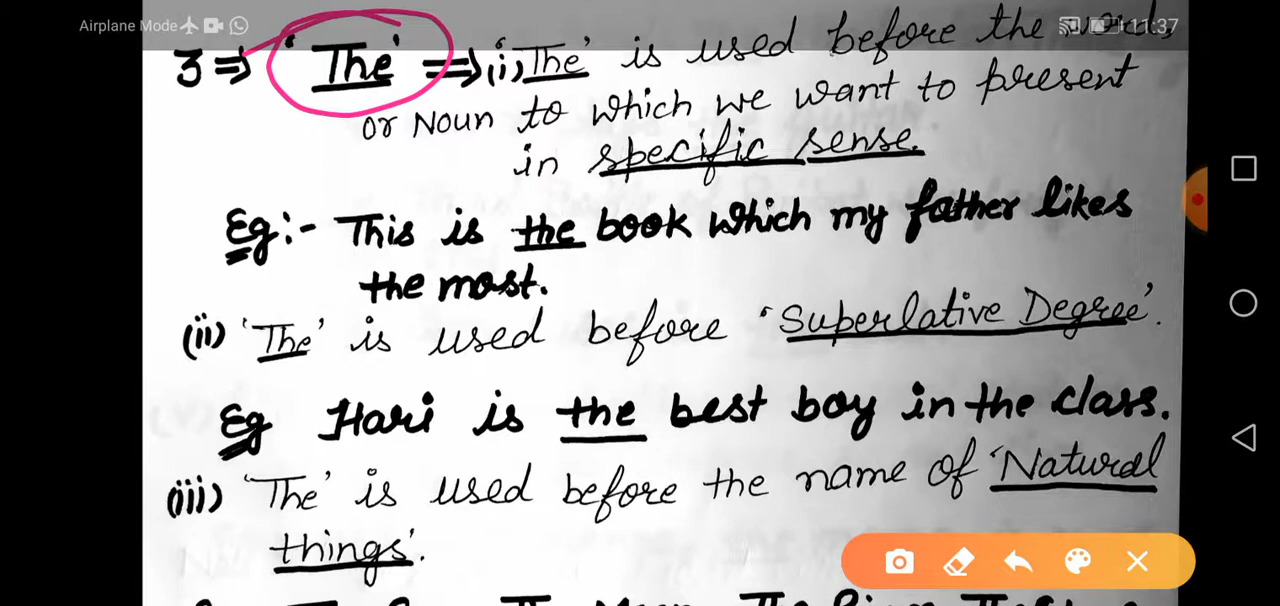 Airplane Mode 11:37
3⇒ 'The' ⇒(i) 'The' is used before the word
or Noun to which we want to present
in specific sense.
Eg:- This is the book which my father likes
the most.
(ii) 'The' is used before 'Superlative Degree'.
Eg Hari is the best boy in the class.
(iii) 'The' is used before the name of 'Natural
things'.